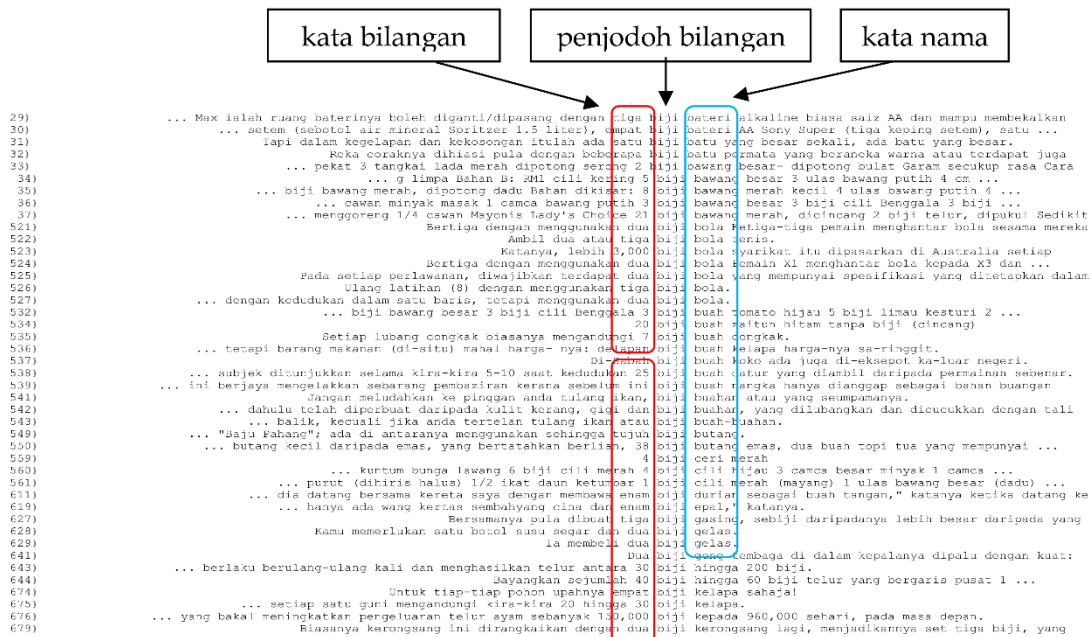 kata bilangan
penjodoh bilangan
kata nama
29) ... Max ialah ruang baterinya boleh diganti/dipasang dengan tiga biji bateri alkaline biasa saiz AA dan mampu membekalkan
30) ... setem (sebotol air mineral Spritzer 1.5 liter), empat biji bateri AA Sony Super (tiga keping setem), satu ...
31) Tapi dalam kegelapan dan kekosongan itulah ada satu biji batu yang besar sekali, ada batu yang besar.
32) Reka coraknya dihiasi pula dengan beberapa biji batu permata yang beraneka warna atau terdapat juga
33) ... pekat 3 tangkai lada merah dipotong serong 2 biji bawang besar- dipotong bulat Garam secukup rasa Cara
34) ... g limpa Bahan B: RM1 cili kering 5 biji bawang besar 3 ulas bawang putih 4 cm ...
35) ... biji bawang merah, dipotong dadu Bahan dikisar: 8 biji bawang merah kecil 4 ulas bawang putih 4 ...
36) ... cawan minyak masak 1 camca bawang putih 3 biji bawang besar 3 biji cili Benggala 3 biji ...
37) ... menggoreng 1/4 cawan Mayonis Lady's Choice 21 biji bawang merah, dicincang 2 biji telur, dipukul Sedikit
521) Bertiga dengan menggunakan dua biji bola Ketiga-tiga pemain menghantar bola sesama mereka
522) Ambil dua atau tiga biji bola tenis.
523) Katanya, lebih 3,000 biji bola syarikat itu dipasarkan di Australia setiap
524) Bertiga dengan menggunakan dua biji bola Pemain X1 menghantar bola kepada X3 dan ...
525) Pada setiap perlawanan, diwajibkan terdapat dua biji bola yang mempunyai spesifikasi yang ditetapkan dalam
526) Ulang latihan (8) dengan menggunakan tiga biji bola.
527) ... dengan kedudukan dalam satu baris, tetapi menggunakan dua biji bola.
532) ... biji bawang besar 3 biji cili Benggala 3 biji buah tomato hijau 5 biji limau kesturi 2 ...
534) 20 biji buah zaitun hitam tanpa biji (cincang)
535) Setiap lubang congkak biasanya mengandungi 7 biji buah congkak.
536) ... tetapi barang makanan (di-situ) mahal harga- nya: delapan biji buah kelapa harga-nya sa-ringgit.
537) Di-Sabah biji buah koko ada juga di-eksepot ka-luar negeri.
538) ... subjek ditunjukkan selama kira-kira 5-10 saat kedudukan 25 biji buah catur yang diambil daripada permainan sebenar.
539) ... ini berjaya mengelakkan sebarang pembaziran kerana sebelum ini biji buah nangka hanya dianggap sebagai bahan buangan
541) Jangan meludahkan ke pinggan anda tulang ikan, biji buahan atau yang seumpamanya.
542) ... dahulu telah diperbuat daripada kulit kerang, gigi dan biji buahan, yang dilubangkan dan dicucukkan dengan tali
543) ... balik, kecuali jika anda tertelan tulang ikan atau biji buah-buahan.
549) ... "Baju Pahang"; ada di antaranya menggunakan sehingga tujuh biji butang.
550) ... butang kecil daripada emas, yang bertatahkan berlian, 38 biji butang emas, dua buah topi tua yang mempunyai ...
559) 4 biji ceri merah
560) ... kuntum bunga lawang 6 biji cili merah 4 biji cili hijau 3 camca besar minyak 1 camca ...
561) ... purut (dihiris halus) 1/2 ikat daun ketumbar 1 biji cili merah (mayang) 1 ulas bawang besar (dadu) ...
611) ... dia datang bersama kereta saya dengan membawa enam biji durian sebagai buah tangan," katanya ketika datang ke
619) ... hanya ada wang kertas sembahyang cina dan enam biji epal," katanya.
627) Bersamanya pula dibuat tiga biji gasing, sebiji daripadanya lebih besar daripada yang
628) Kamu memerlukan satu botol susu segar dan dua biji gelas.
629) Ia membeli dua biji gelas.
641) Dua biji gong tembaga di dalam kepalanya dipalu dengan kuat:
643) ... berlaku berulang-ulang kali dan menghasilkan telur antara 30 biji hingga 200 biji.
644) Bayangkan sejumlah 40 biji hingga 60 biji telur yang bergaris pusat 1 ...
674) Untuk tiap-tiap pohon upahnya empat biji kelapa sahaja!
675) ... setiap satu guni mengandungi kira-kira 20 hingga 30 biji kelapa.
676) ... yang bakal meningkatkan pengeluaran telur ayam sebanyak 150,000 biji kepada 960,000 sehari, pada masa depan.
679) Biasanya kerongsang ini dirangkaikan dengan dua biji kerongsang lagi, menjadikannya set tiga biji, yang